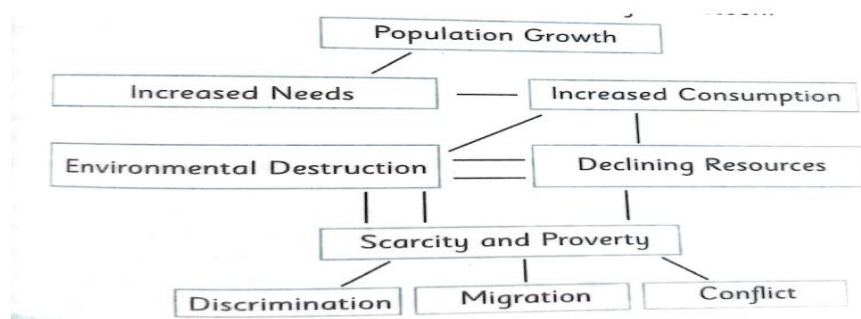 Population Growth
Increased Needs
Increased Consumption
Environmental Destruction
Declining Resources
Scarcity and Proverty
Discrimination
Migration
Conflict